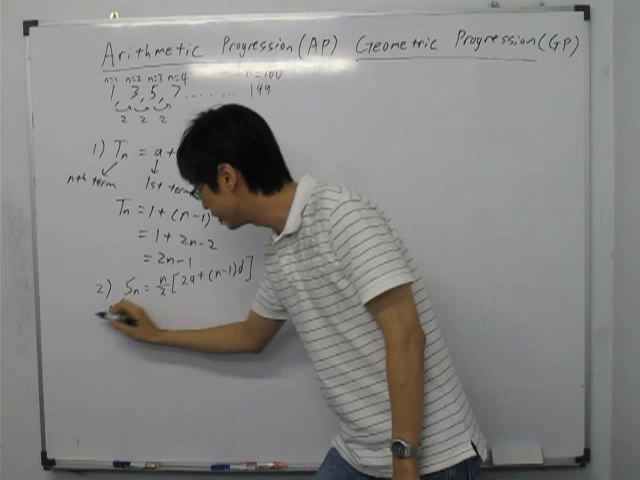 Arithmetic Progression (AP) Geometric Progression (GP)
n=1 n=2 n=3 n=4 n=100
1 3, 5, 7 ........ 199
2 2 2
1) Tn = a+
nth term 1st term
Tn = 1 + (n-1)
= 1 + 2n-2
= 2n-1
2) Sn = n/2 [2a+(n-1)d]